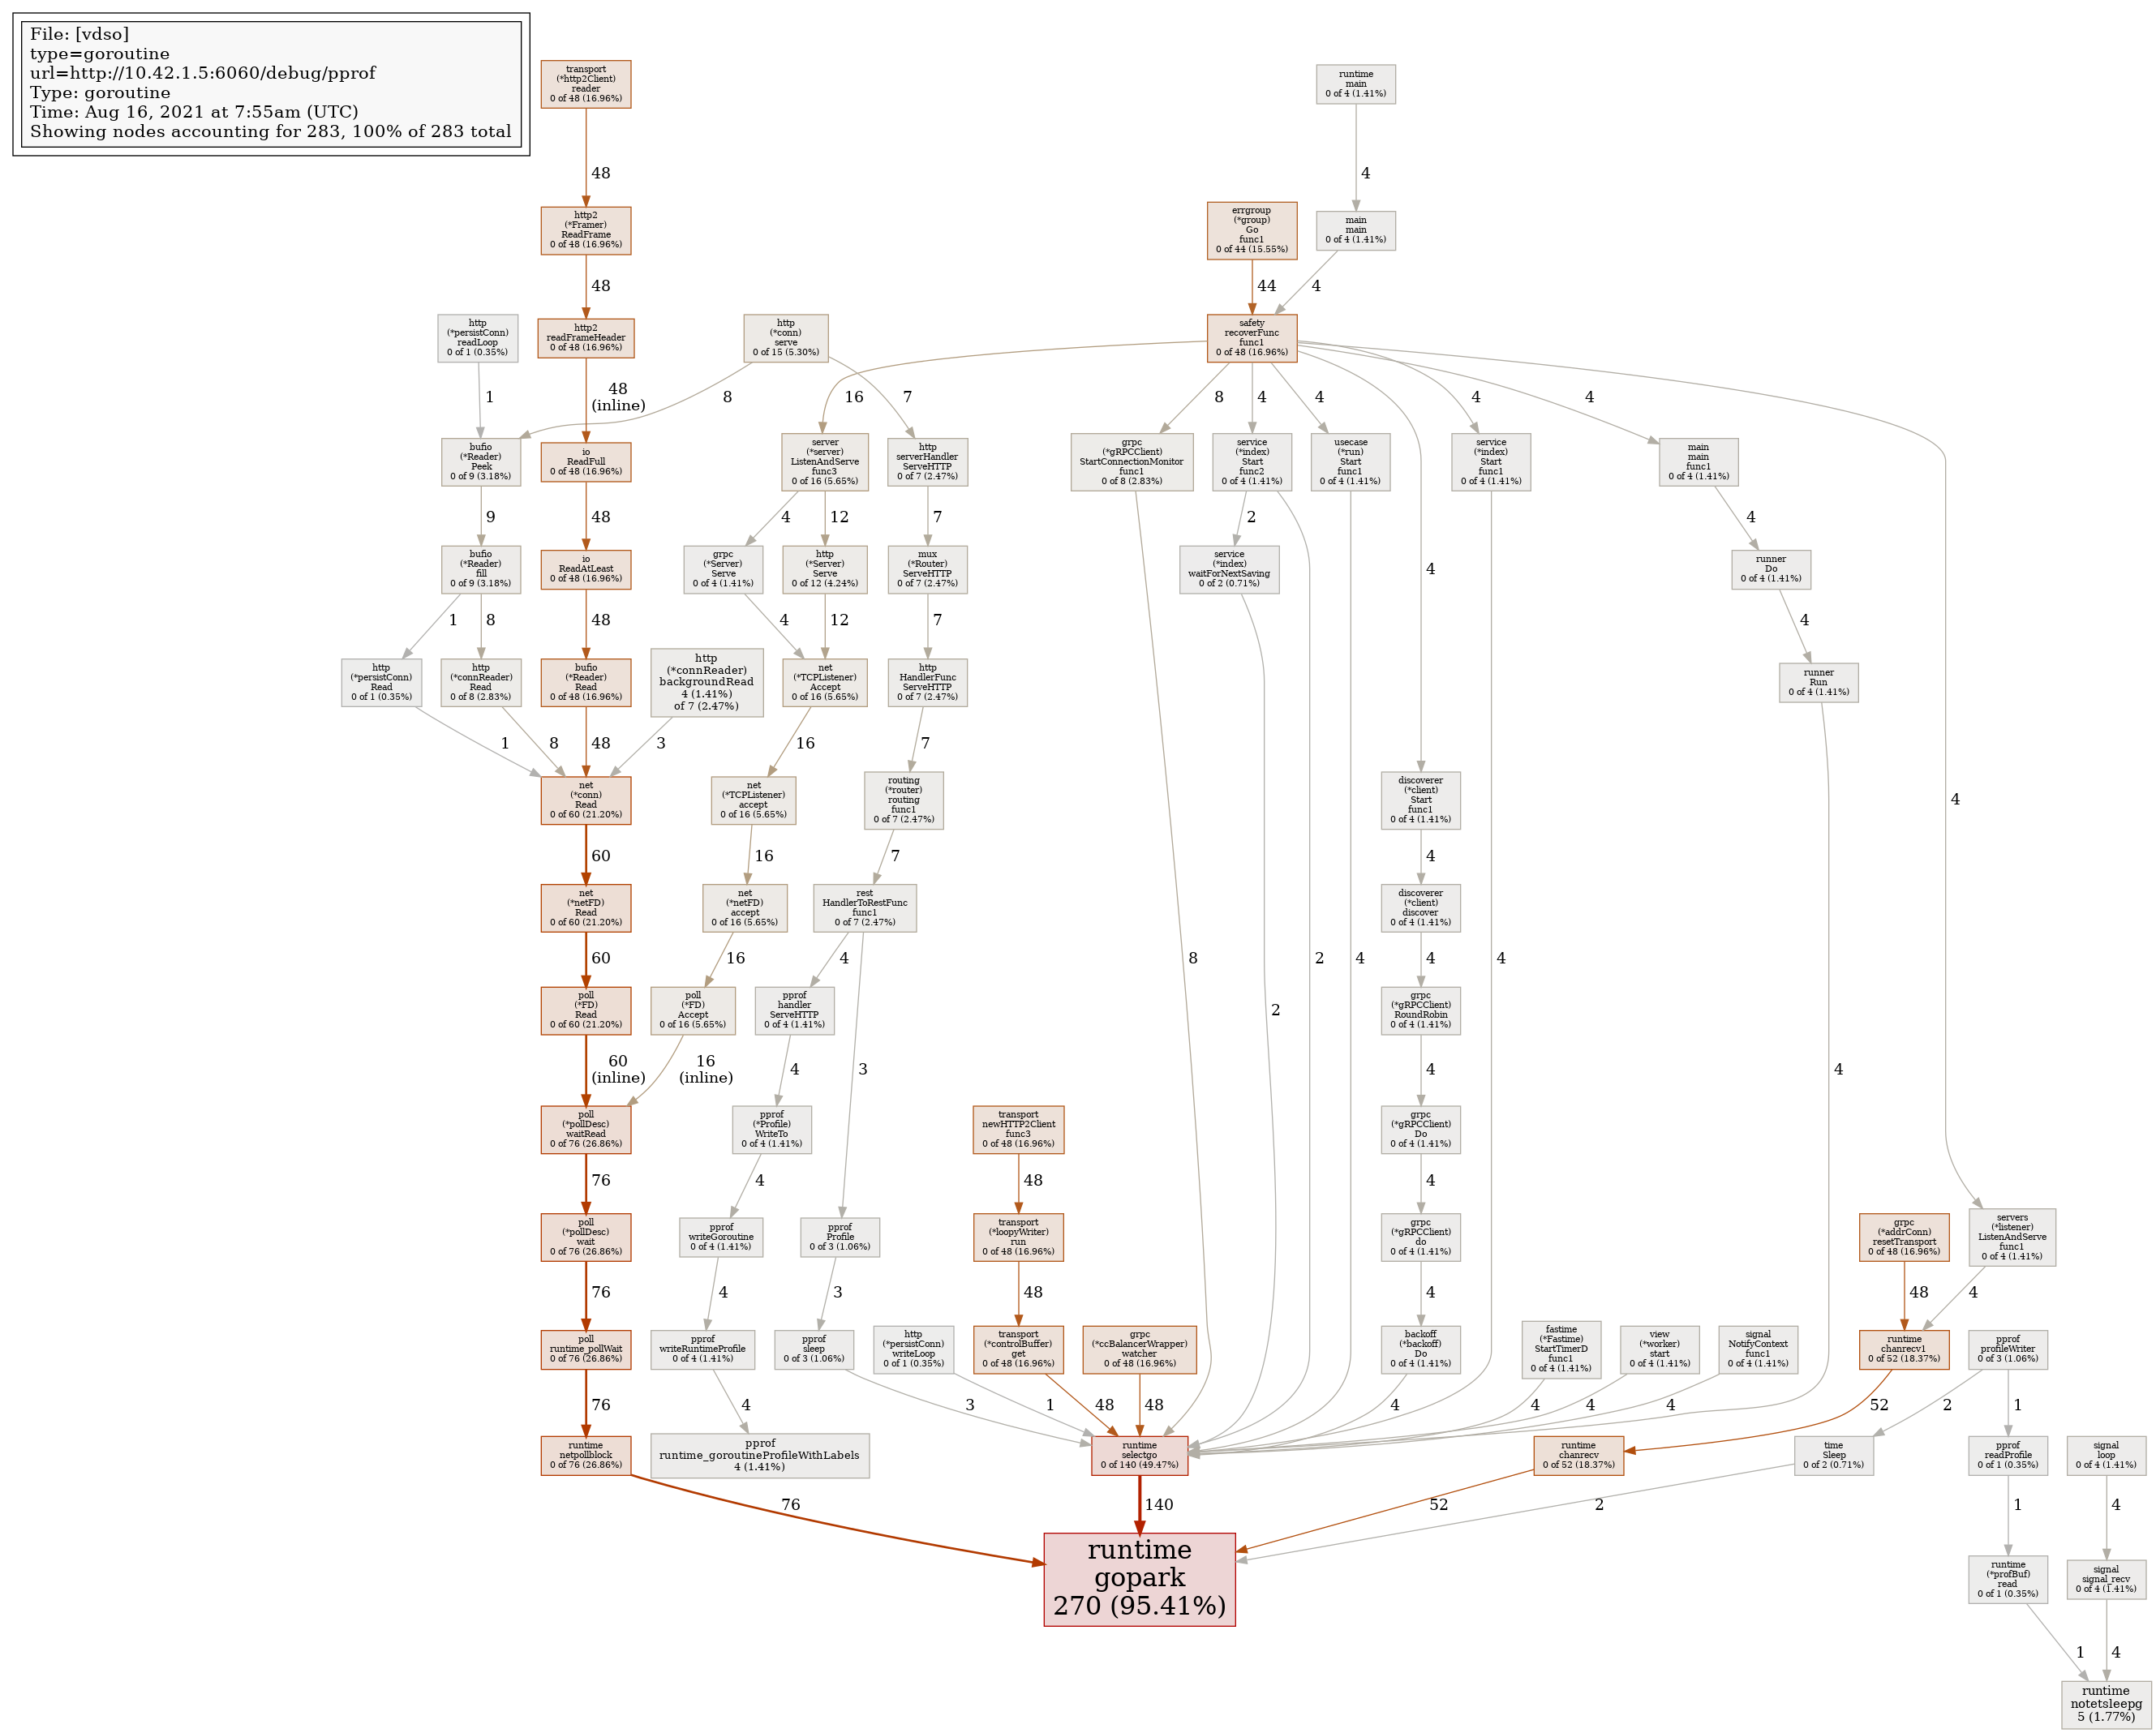 File: [vdso]
type=goroutine
url=http://10.42.1.5:6060/debug/pprof
Type: goroutine
Time: Aug 16, 2021 at 7:55am (UTC)
Showing nodes accounting for 283, 100% of 283 total
transport
(*http2Client)
reader
0 of 48 (16.96%)
runtime
main
0 of 4 (1.41%)
48
4
http2
(*Framer)
ReadFrame
0 of 48 (16.96%)
errgroup
(*group)
Go
func1
0 of 44 (15.55%)
main
main
0 of 4 (1.41%)
48
44
4
http
(*persistConn)
readLoop
0 of 1 (0.35%)
http2
readFrameHeader
0 of 48 (16.96%)
http
(*conn)
serve
0 of 15 (5.30%)
safety
recoverFunc
func1
0 of 48 (16.96%)
1
48
(inline)
8
7
16
8
4
4
4
4
bufio
(*Reader)
Peek
0 of 9 (3.18%)
io
ReadFull
0 of 48 (16.96%)
server
(*server)
ListenAndServe
func3
0 of 16 (5.65%)
http
serverHandler
ServeHTTP
0 of 7 (2.47%)
grpc
(*gRPCClient)
StartConnectionMonitor
func1
0 of 8 (2.83%)
service
(*index)
Start
func2
0 of 4 (1.41%)
usecase
(*run)
Start
func1
0 of 4 (1.41%)
service
(*index)
Start
func1
0 of 4 (1.41%)
main
main
func1
0 of 4 (1.41%)
9
48
4
12
7
2
4
bufio
(*Reader)
fill
0 of 9 (3.18%)
io
ReadAtLeast
0 of 48 (16.96%)
grpc
(*Server)
Serve
0 of 4 (1.41%)
http
(*Server)
Serve
0 of 12 (4.24%)
mux
(*Router)
ServeHTTP
0 of 7 (2.47%)
service
(*index)
waitForNextSaving
0 of 2 (0.71%)
4
runner
Do
0 of 4 (1.41%)
1
8
48
4
12
7
4
http
(*persistConn)
Read
0 of 1 (0.35%)
http
(*connReader)
Read
0 of 8 (2.83%)
bufio
(*Reader)
Read
0 of 48 (16.96%)
http
(*connReader)
backgroundRead
4 (1.41%)
of 7 (2.47%)
net
(*TCPListener)
Accept
0 of 16 (5.65%)
http
HandlerFunc
ServeHTTP
0 of 7 (2.47%)
runner
Run
0 of 4 (1.41%)
1
8
48
3
16
7
net
(*conn)
Read
0 of 60 (21.20%)
net
(*TCPListener)
accept
0 of 16 (5.65%)
routing
(*router)
routing
func1
0 of 7 (2.47%)
discoverer
(*client)
Start
func1
0 of 4 (1.41%)
4
60
16
7
4
net
(*netFD)
Read
0 of 60 (21.20%)
net
(*netFD)
accept
0 of 16 (5.65%)
rest
HandlerToRestFunc
func1
0 of 7 (2.47%)
discoverer
(*client)
discover
0 of 4 (1.41%)
60
16
4
8
2
4
4
4
poll
(*FD)
Read
0 of 60 (21.20%)
poll
(*FD)
Accept
0 of 16 (5.65%)
pprof
handler
ServeHTTP
0 of 4 (1.41%)
2
grpc
(*gRPCClient)
RoundRobin
0 of 4 (1.41%)
60
(inline)
16
(inline)
4
3
4
4
poll
(*pollDesc)
waitRead
0 of 76 (26.86%)
pprof
(*Profile)
WriteTo
0 of 4 (1.41%)
transport
newHTTP2Client
func3
0 of 48 (16.96%)
grpc
(*gRPCClient)
Do
0 of 4 (1.41%)
76
4
48
4
poll
(*pollDesc)
wait
0 of 76 (26.86%)
pprof
writeGoroutine
0 of 4 (1.41%)
pprof
Profile
0 of 3 (1.06%)
transport
(*loopyWriter)
run
0 of 48 (16.96%)
grpc
(*gRPCClient)
do
0 of 4 (1.41%)
grpc
(*addrConn)
resetTransport
0 of 48 (16.96%)
servers
(*listener)
ListenAndServe
func1
0 of 4 (1.41%)
76
4
3
48
4
48
4
poll
runtime_pollWait
0 of 76 (26.86%)
pprof
writeRuntimeProfile
0 of 4 (1.41%)
pprof
sleep
0 of 3 (1.06%)
http
(*persistConn)
writeLoop
0 of 1 (0.35%)
transport
(*controlBuffer)
get
0 of 48 (16.96%)
grpc
(*ccBalancerWrapper)
watcher
0 of 48 (16.96%)
backoff
(*backoff)
Do
0 of 4 (1.41%)
fastime
(*Fastime)
StartTimerD
func1
0 of 4 (1.41%)
view
(*worker)
start
0 of 4 (1.41%)
signal
NotifyContext
func1
0 of 4 (1.41%)
runtime
chanrecv1
0 of 52 (18.37%)
pprof
profileWriter
0 of 3 (1.06%)
76
4
3
1
48
48
4
4
4
4
52
2
1
runtime
netpollblock
0 of 76 (26.86%)
pprof
runtime_goroutineProfileWithLabels
4 (1.41%)
runtime
selectgo
0 of 140 (49.47%)
runtime
chanrecv
0 of 52 (18.37%)
time
Sleep
0 of 2 (0.71%)
pprof
readProfile
0 of 1 (0.35%)
signal
loop
0 of 4 (1.41%)
76
140
52
2
1
4
runtime
gopark
270 (95.41%)
runtime
(*profBuf)
read
0 of 1 (0.35%)
signal
signal_recv
0 of 4 (1.41%)
1
4
runtime
notetsleepg
5 (1.77%)